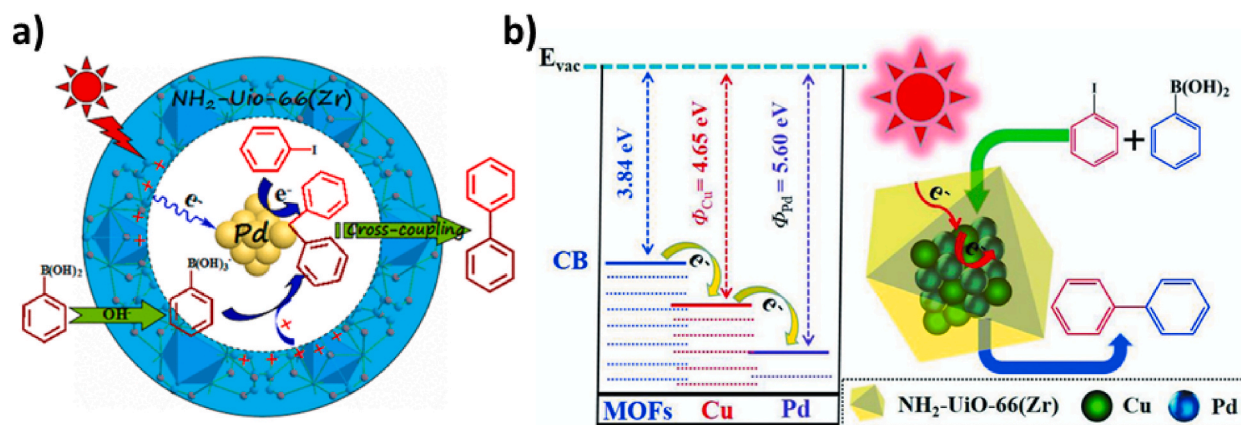 a)
NH2-Uio-66(Zr)
I
e-
e-
Pd
Cross-coupling
B(OH)2
B(OH)3-
OH-
b)
Evac
3.84 eV
ΦCu= 4.65 eV
ΦPd= 5.60 eV
CB
e-
e-
MOFs
Cu
Pd
I
+
B(OH)2
e-
e-
NH2-UiO-66(Zr)
Cu
Pd